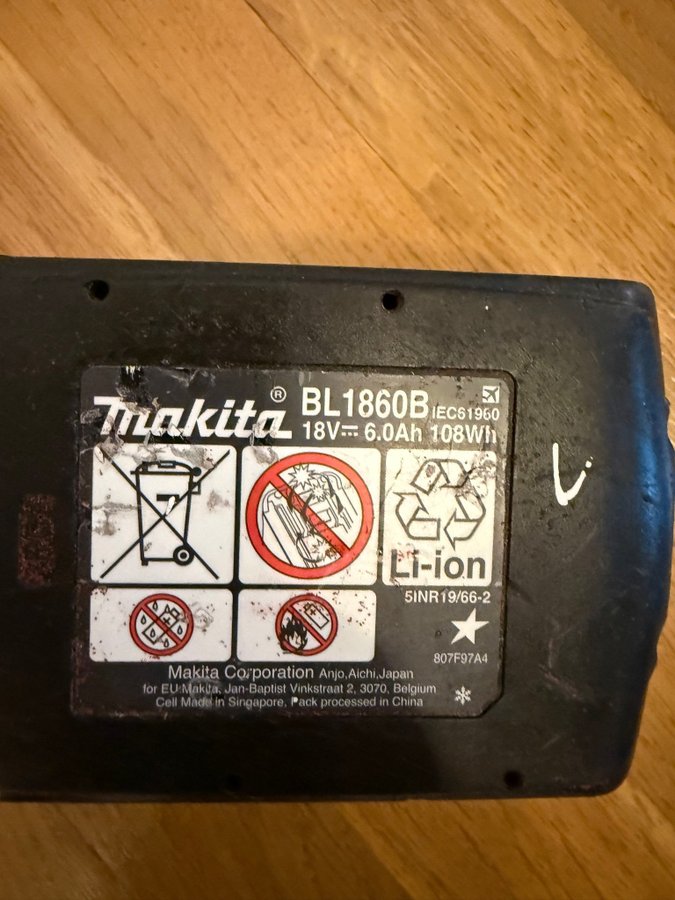 makita®
BL1860B IEC61960
18V⎓ 6.0Ah 108Wh
Li-ion
5INR19/66-2
807F97A4
Makita Corporation Anjo,Aichi,Japan
for EU:Makita, Jan-Baptist Vinkstraat 2, 3070, Belgium
Cell Made in Singapore, Pack processed in China